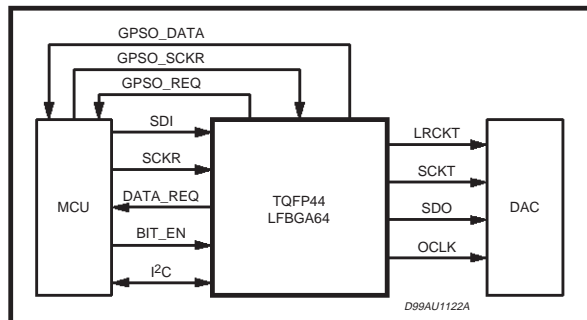 GPSO_DATA
GPSO_SCKR
GPSO_REQ
SDI
SCKR
DATA_REQ
BIT_EN
I²C
MCU
TQFP44
LFBGA64
LRCKT
SCKT
SDO
OCLK
DAC
D99AU1122A